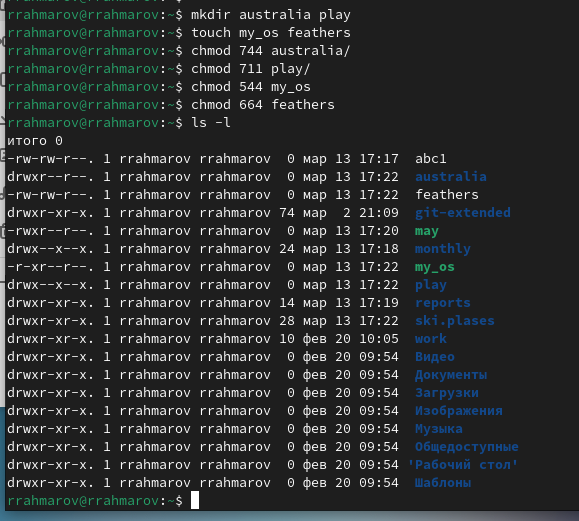 rrahmarov@rrahmarov:~$ mkdir australia play
rrahmarov@rrahmarov:~$ touch my_os feathers
rrahmarov@rrahmarov:~$ chmod 744 australia/
rrahmarov@rrahmarov:~$ chmod 711 play/
rrahmarov@rrahmarov:~$ chmod 544 my_os
rrahmarov@rrahmarov:~$ chmod 664 feathers
rrahmarov@rrahmarov:~$ ls -l
итого 0
-rw-rw-r--. 1 rrahmarov rrahmarov  0 мар 13 17:17  abc1
drwxr--r--. 1 rrahmarov rrahmarov  0 мар 13 17:22  australia
-rw-rw-r--. 1 rrahmarov rrahmarov  0 мар 13 17:22  feathers
drwxr-xr-x. 1 rrahmarov rrahmarov 74 мар  2 21:09  git-extended
-rwxr--r--. 1 rrahmarov rrahmarov  0 мар 13 17:20  may
drwx--x--x. 1 rrahmarov rrahmarov 24 мар 13 17:18  monthly
-r-xr--r--. 1 rrahmarov rrahmarov  0 мар 13 17:22  my_os
drwx--x--x. 1 rrahmarov rrahmarov  0 мар 13 17:22  play
drwxr-xr-x. 1 rrahmarov rrahmarov 14 мар 13 17:19  reports
drwxr-xr-x. 1 rrahmarov rrahmarov 28 мар 13 17:22  ski.plases
drwxr-xr-x. 1 rrahmarov rrahmarov 10 фев 20 10:05  work
drwxr-xr-x. 1 rrahmarov rrahmarov  0 фев 20 09:54  Видео
drwxr-xr-x. 1 rrahmarov rrahmarov  0 фев 20 09:54  Документы
drwxr-xr-x. 1 rrahmarov rrahmarov  0 фев 20 09:54  Загрузки
drwxr-xr-x. 1 rrahmarov rrahmarov  0 фев 20 09:54  Изображения
drwxr-xr-x. 1 rrahmarov rrahmarov  0 фев 20 09:54  Музыка
drwxr-xr-x. 1 rrahmarov rrahmarov  0 фев 20 09:54  Общедоступные
drwxr-xr-x. 1 rrahmarov rrahmarov  0 фев 20 09:54 'Рабочий стол'
drwxr-xr-x. 1 rrahmarov rrahmarov  0 фев 20 09:54  Шаблоны
rrahmarov@rrahmarov:~$